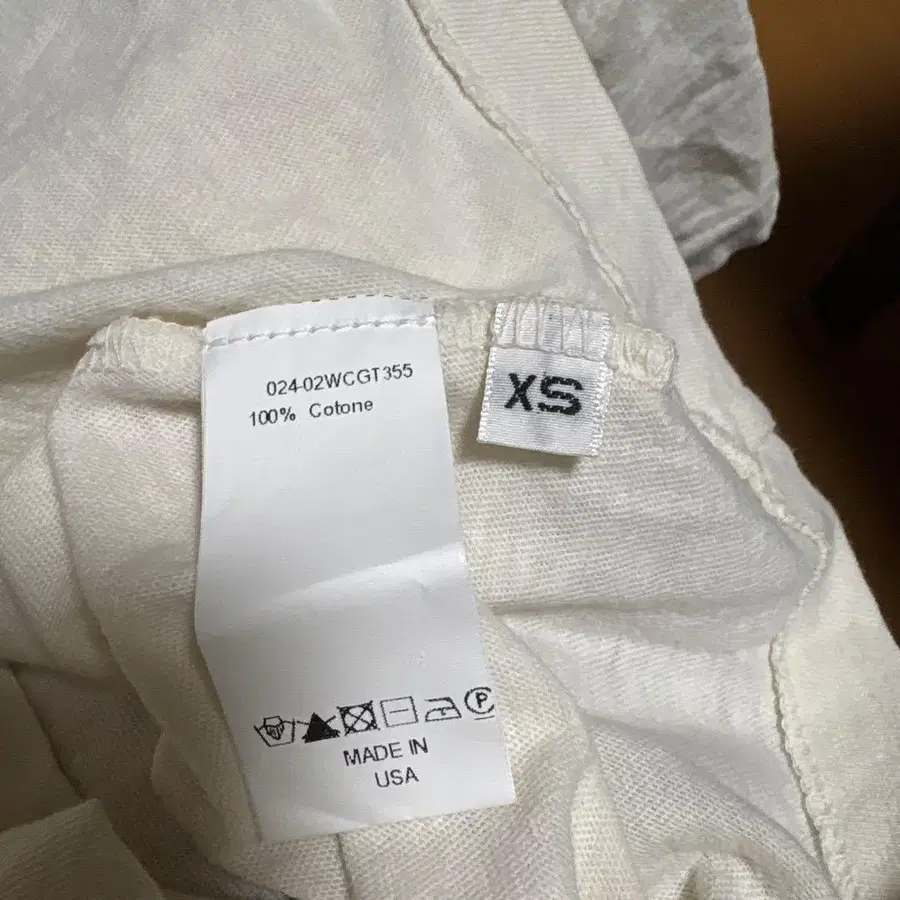 024-02WCGT355
100% Cotone
XS
P
MADE IN
USA